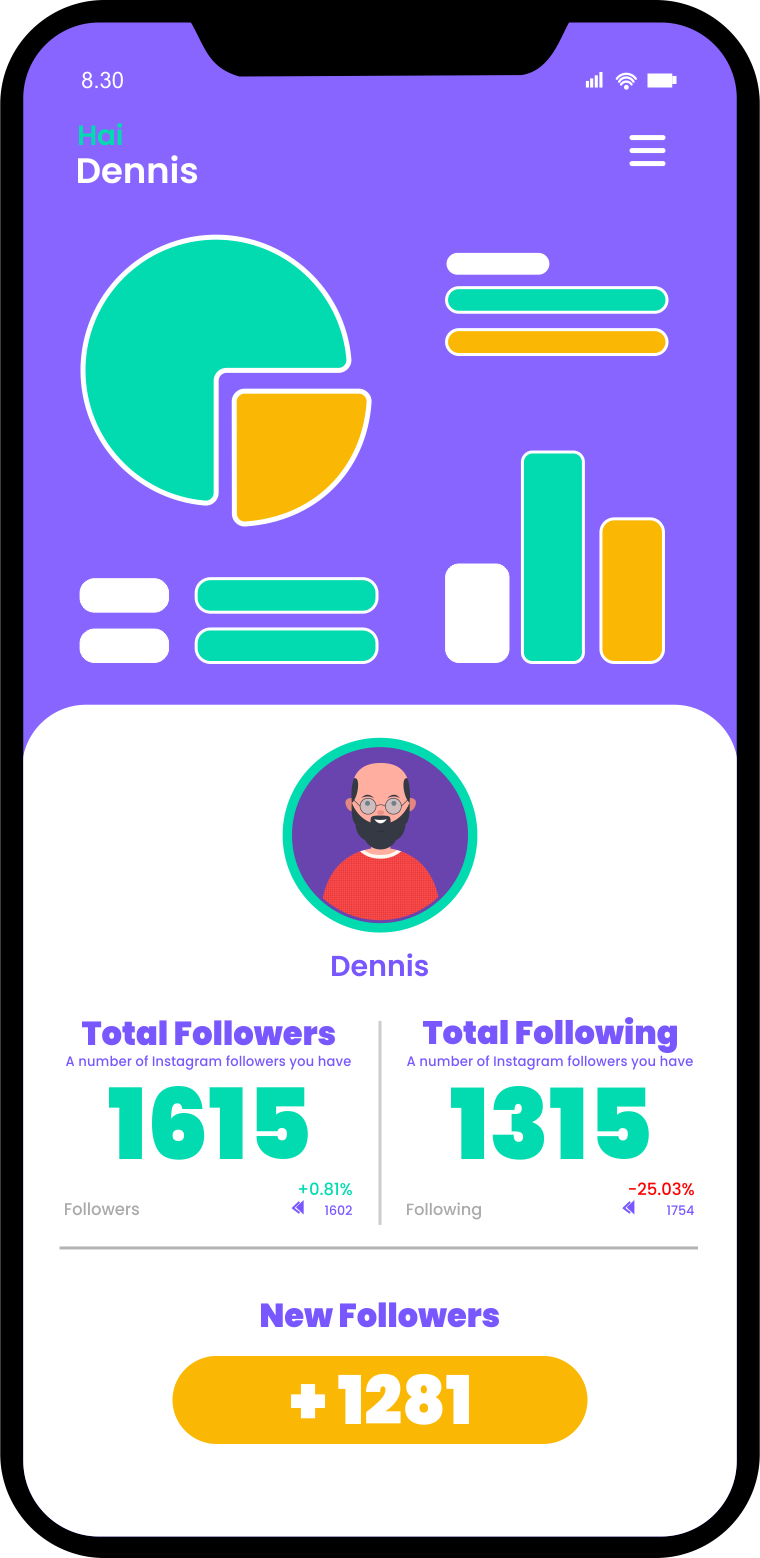 8.30
Hai
Dennis
Dennis
Total Followers
A number of Instagram followers you have
1615
+0.81%
Followers
1602
Total Following
A number of Instagram followers you have
1315
-25.03%
Following
1754
New Followers
+ 1281